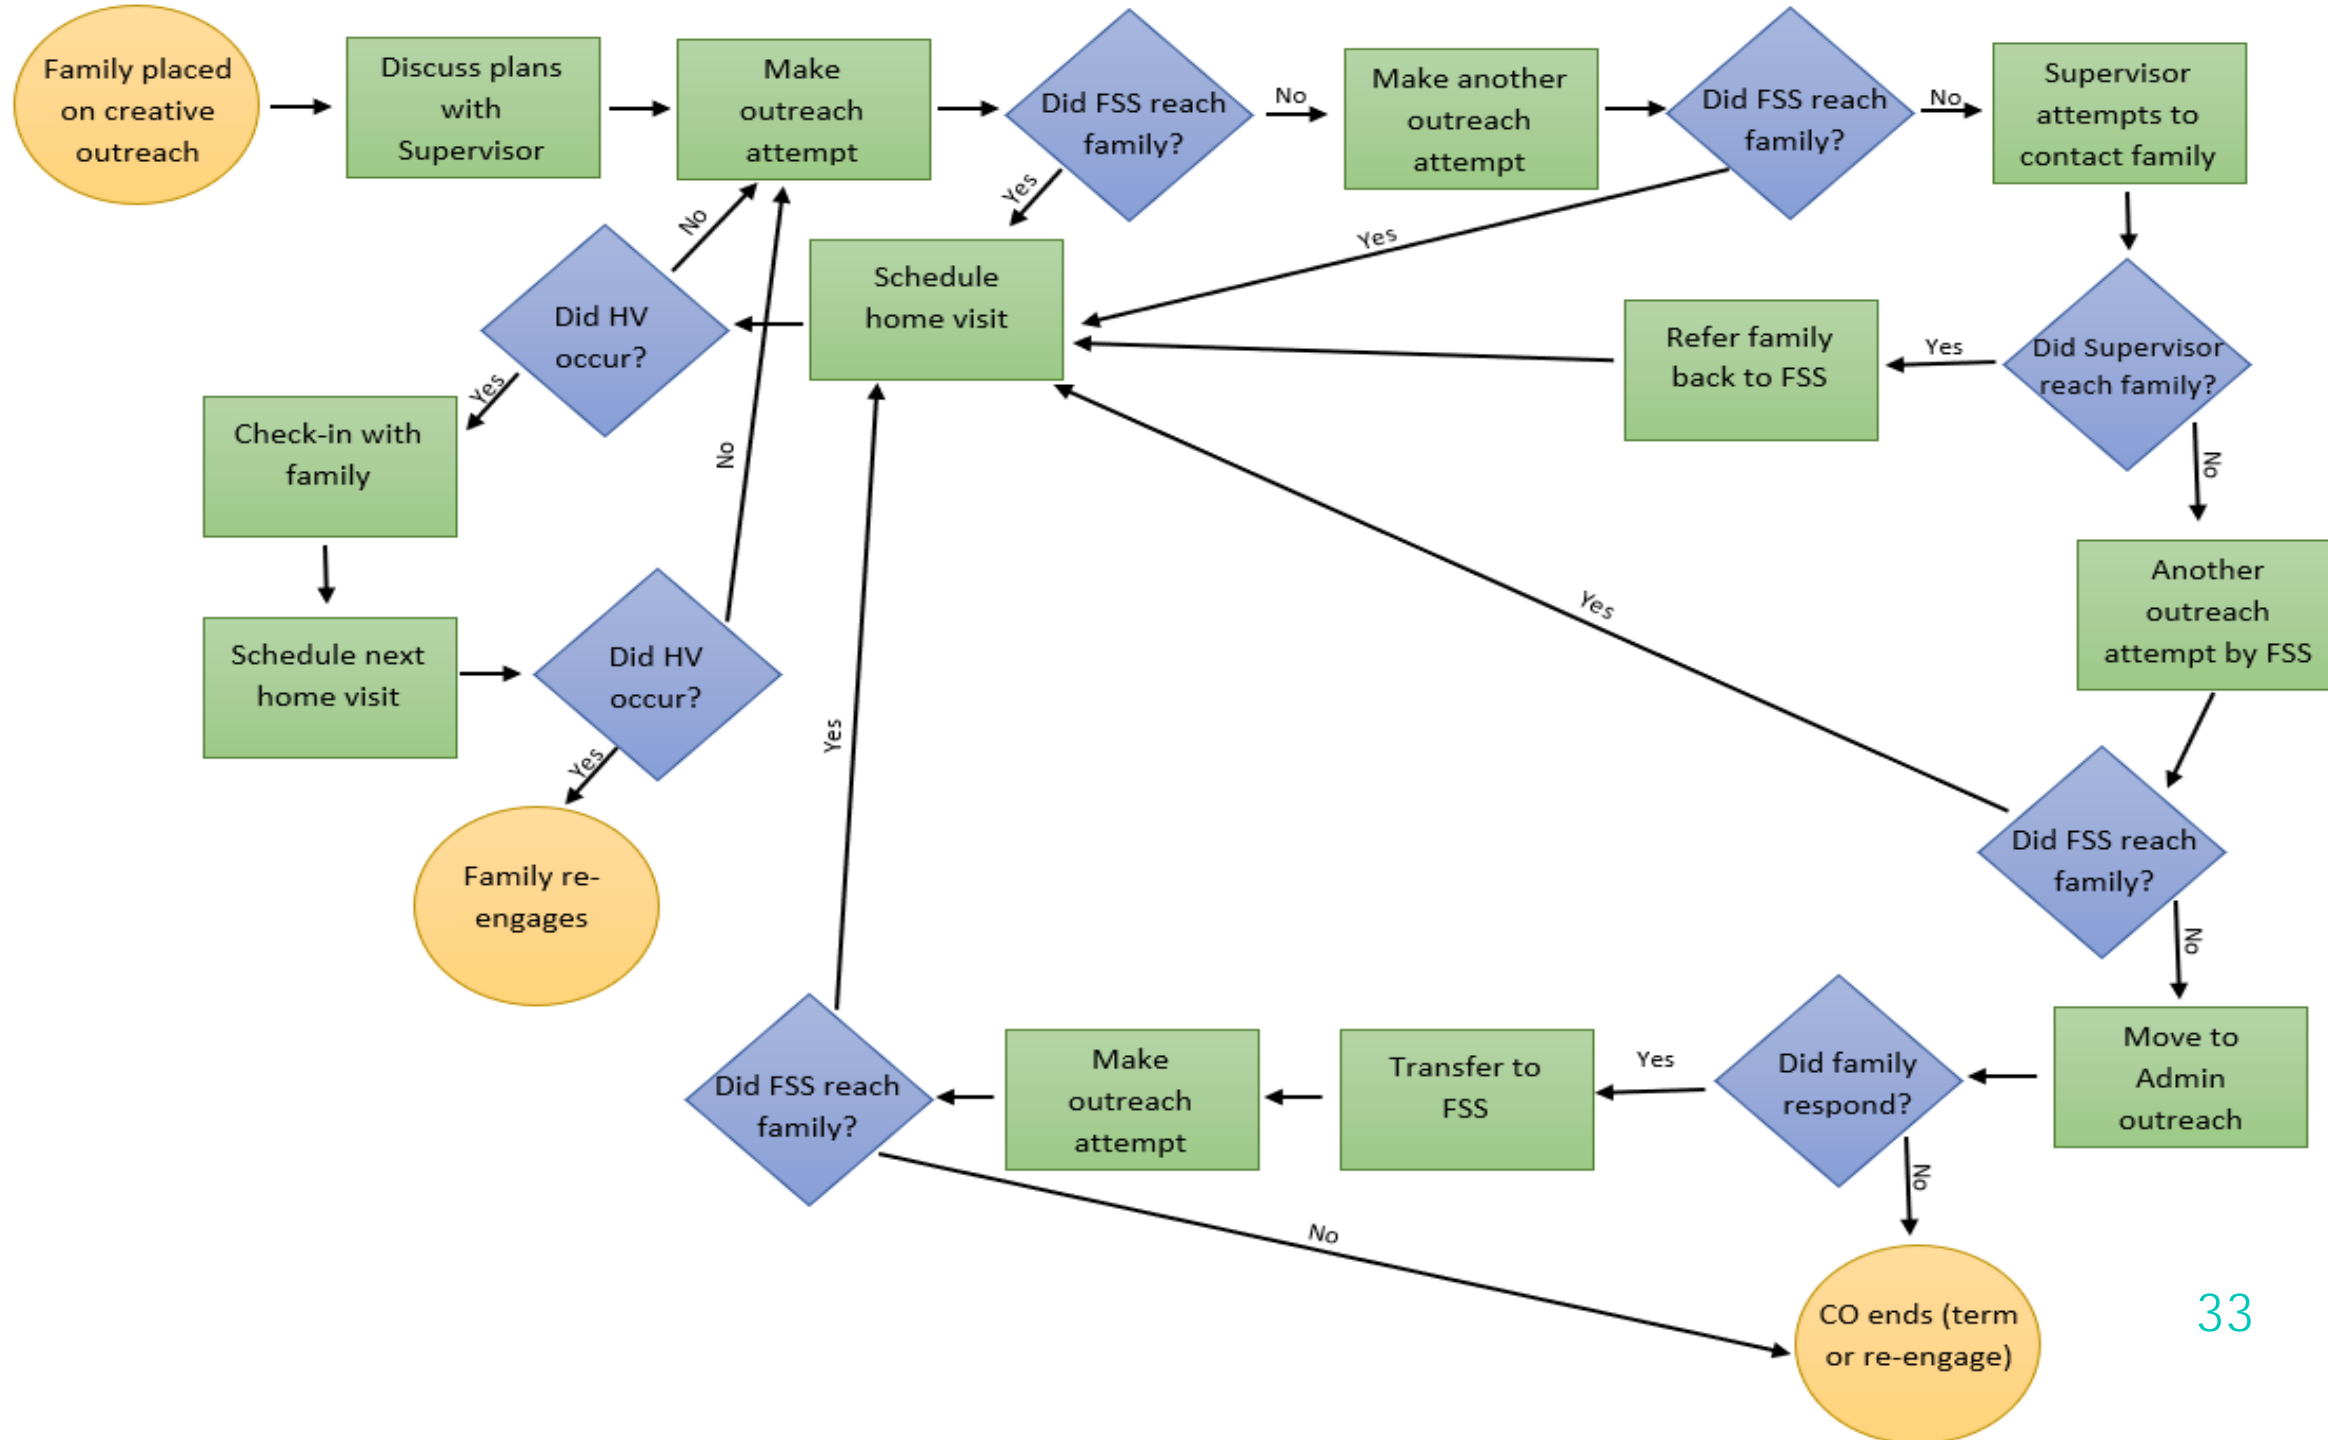 Family placed
on creative
outreach
Discuss plans
with
Supervisor
Make
outreach
attempt
Did FSS reach
family?
No
Make another
outreach
attempt
Did FSS reach
family?
No
Supervisor
attempts to
contact family
Yes
Yes
No
Did HV
occur?
Schedule
home visit
Refer family
back to FSS
Yes
Did Supervisor
reach family?
No
Yes
Check-in with
family
No
Another
outreach
attempt by FSS
Yes
Schedule next
home visit
Did HV
occur?
Yes
Yes
Family re-
engages
Did FSS reach
family?
No
Move to
Admin
outreach
Did family
respond?
Yes
Transfer to
FSS
Make
outreach
attempt
Did FSS reach
family?
No
No
CO ends (term
or re-engage)
33